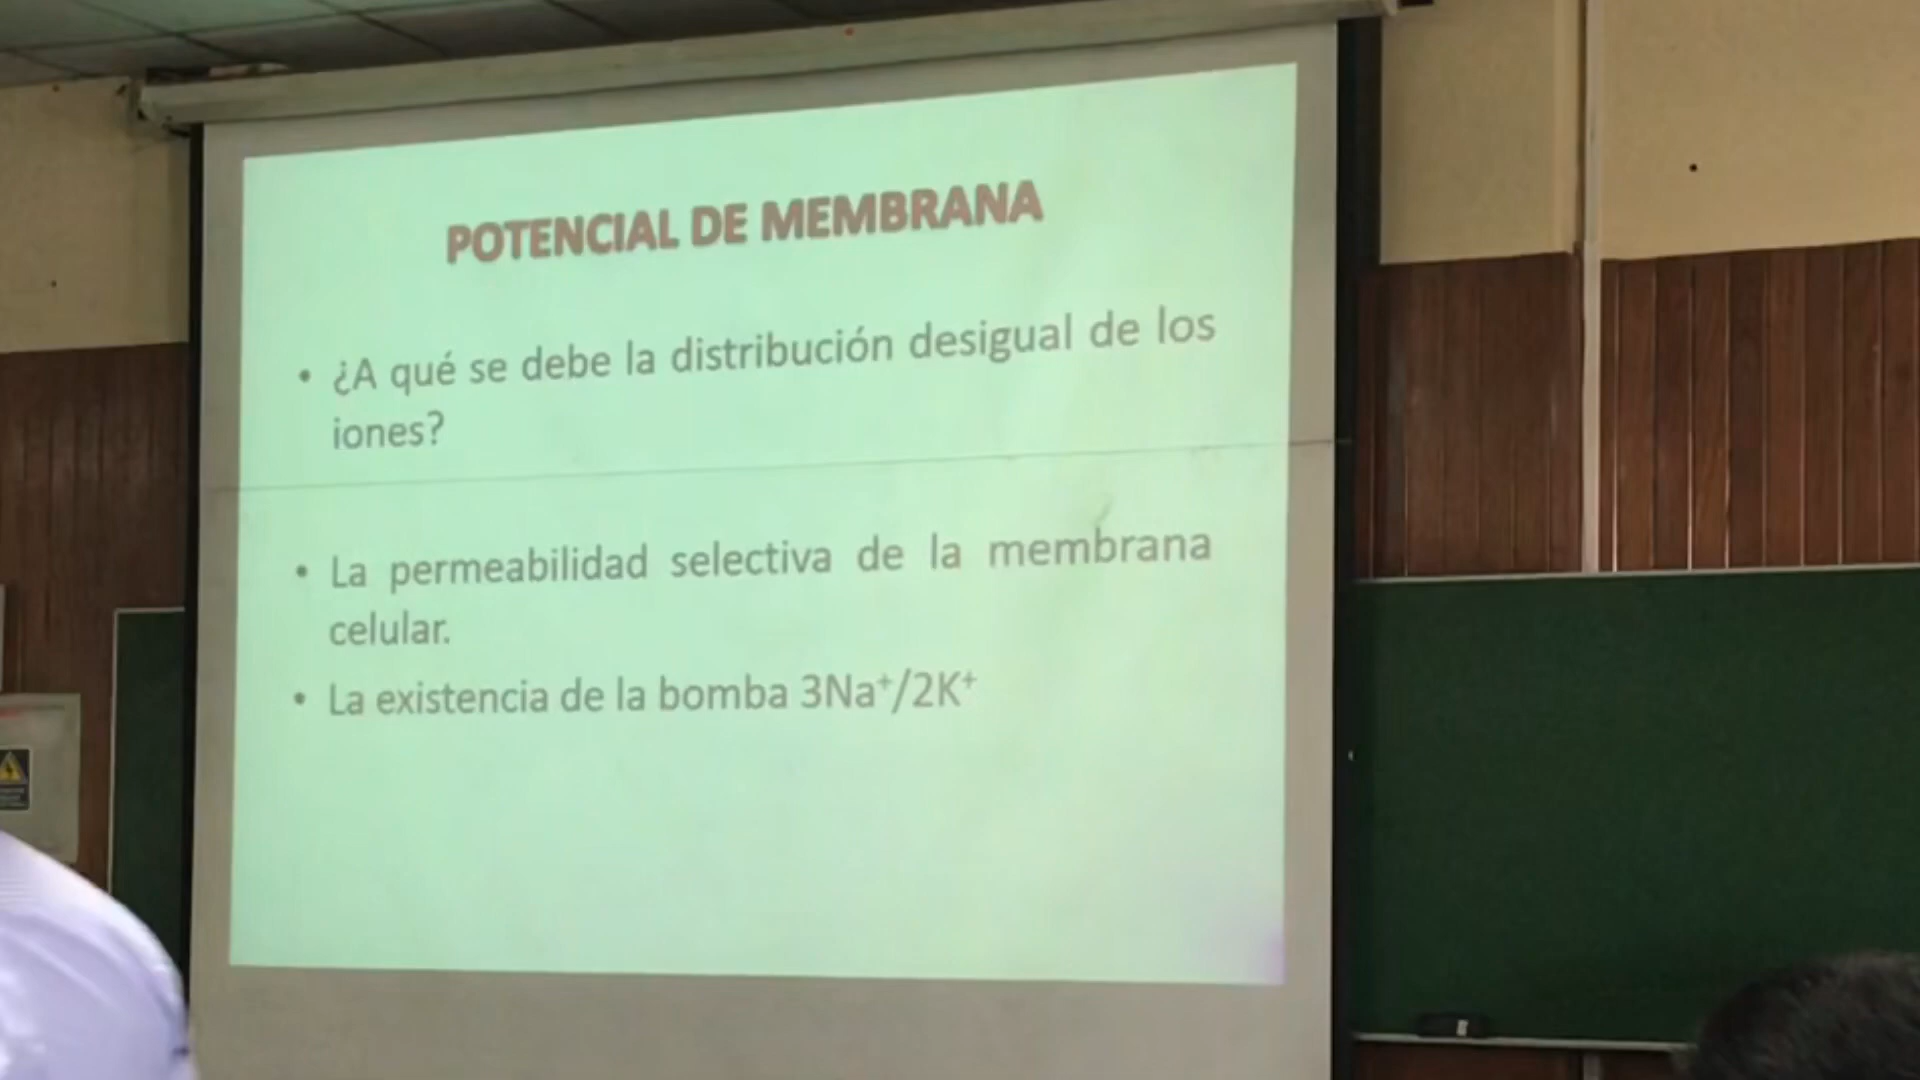 POTENCIAL DE MEMBRANA
• ¿A qué se debe la distribución desigual de los
iones?
• La permeabilidad selectiva de la membrana
celular.
• La existencia de la bomba 3Na⁺/2K⁺